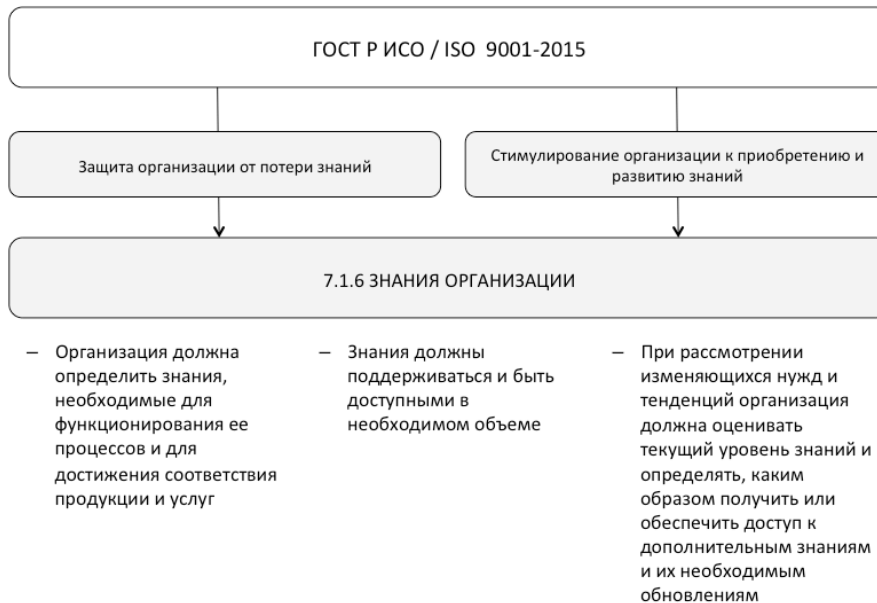 ГОСТ Р ИСО / ISO 9001-2015
Защита организации от потери знаний
Стимулирование организации к приобретению и
развитию знаний
7.1.6 ЗНАНИЯ ОРГАНИЗАЦИИ
– Организация должна
определить знания,
необходимые для
функционирования ее
процессов и для
достижения соответствия
продукции и услуг
– Знания должны
поддерживаться и быть
доступными в
необходимом объеме
– При рассмотрении
изменяющихся нужд и
тенденций организация
должна оценивать
текущий уровень знаний и
определять, каким
образом получить или
обеспечить доступ к
дополнительным знаниям
и их необходимым
обновлениям